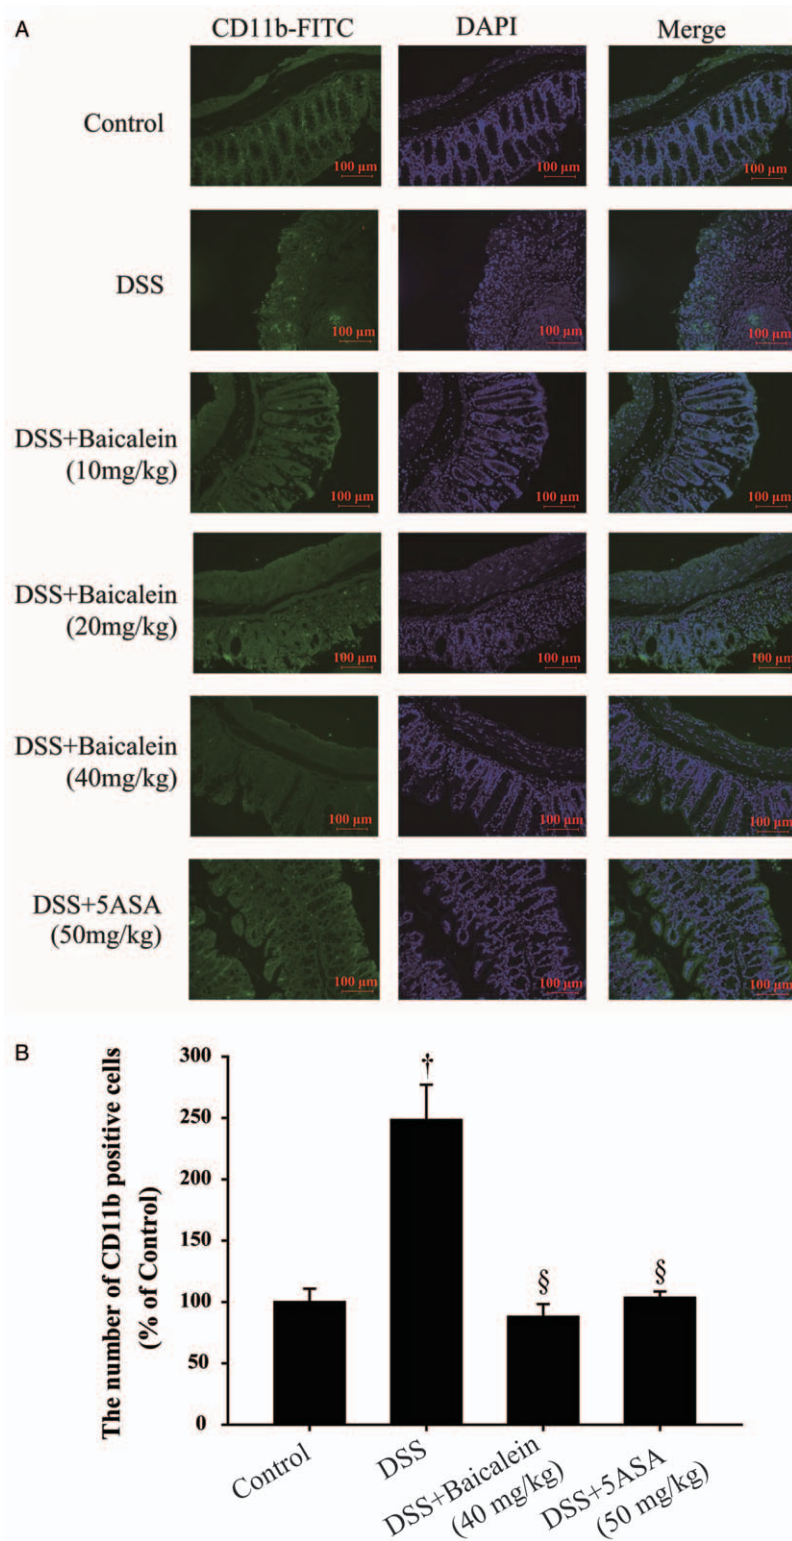 A
CD11b-FITC DAPI Merge
Control
100 μm 100 μm 100 μm
DSS
100 μm 100 μm 100 μm
DSS+Baicalein
(10mg/kg)
100 μm 100 μm 100 μm
DSS+Baicalein
(20mg/kg)
100 μm 100 μm 100 μm
DSS+Baicalein
(40mg/kg)
100 μm 100 μm 100 μm
DSS+5ASA
(50mg/kg)
100 μm 100 μm 100 μm
B
The number of CD11b positive cells
(% of Control)
300
250
200
150
100
50
0
†
§
§
Control
DSS
DSS+Baicalein
(40 mg/kg)
DSS+5ASA
(50 mg/kg)